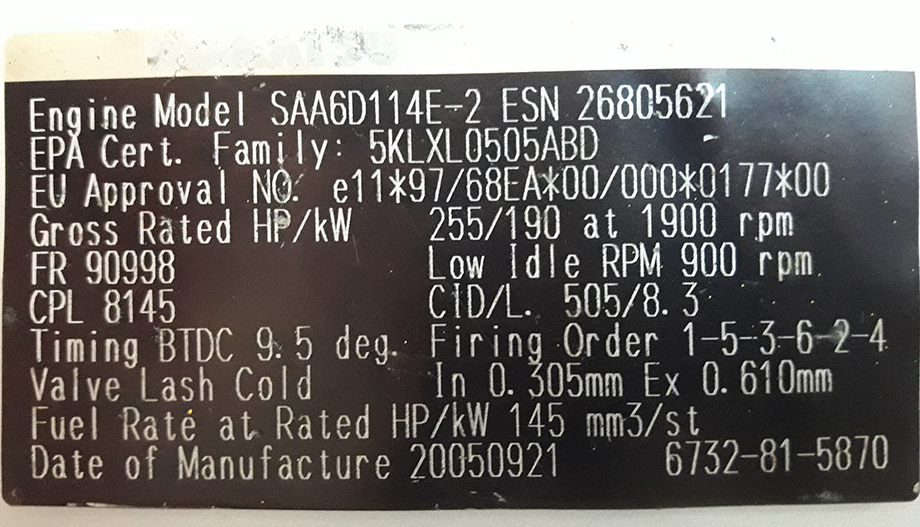 Engine Model SAA6D114E-2 ESN 26805621
EPA Cert. Family: 5KLXL0505ABD
EU Approval NO. e11*97/68EA*00/000*0177*00
Gross Rated HP/kW 255/190 at 1900 rpm
FR 90998 Low Idle RPM 900 rpm
CPL 8145 CID/L. 505/8.3
Timing BTDC 9.5 deg. Firing Order 1-5-3-6-2-4
Valve Lash Cold In 0.305mm Ex 0.610mm
Fuel Rate at Rated HP/kW 145 mm3/st
Date of Manufacture 20050921 6732-81-5870